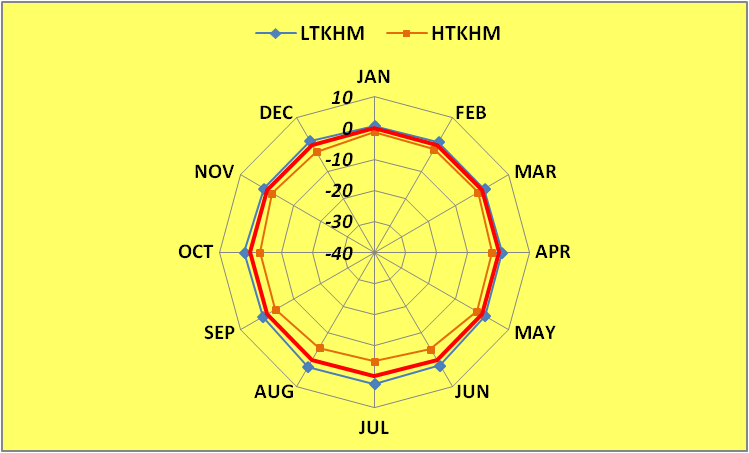 LTKHM HTKHM
JAN
FEB
MAR
APR
MAY
JUN
JUL
AUG
SEP
OCT
NOV
DEC
10
0
-10
-20
-30
-40